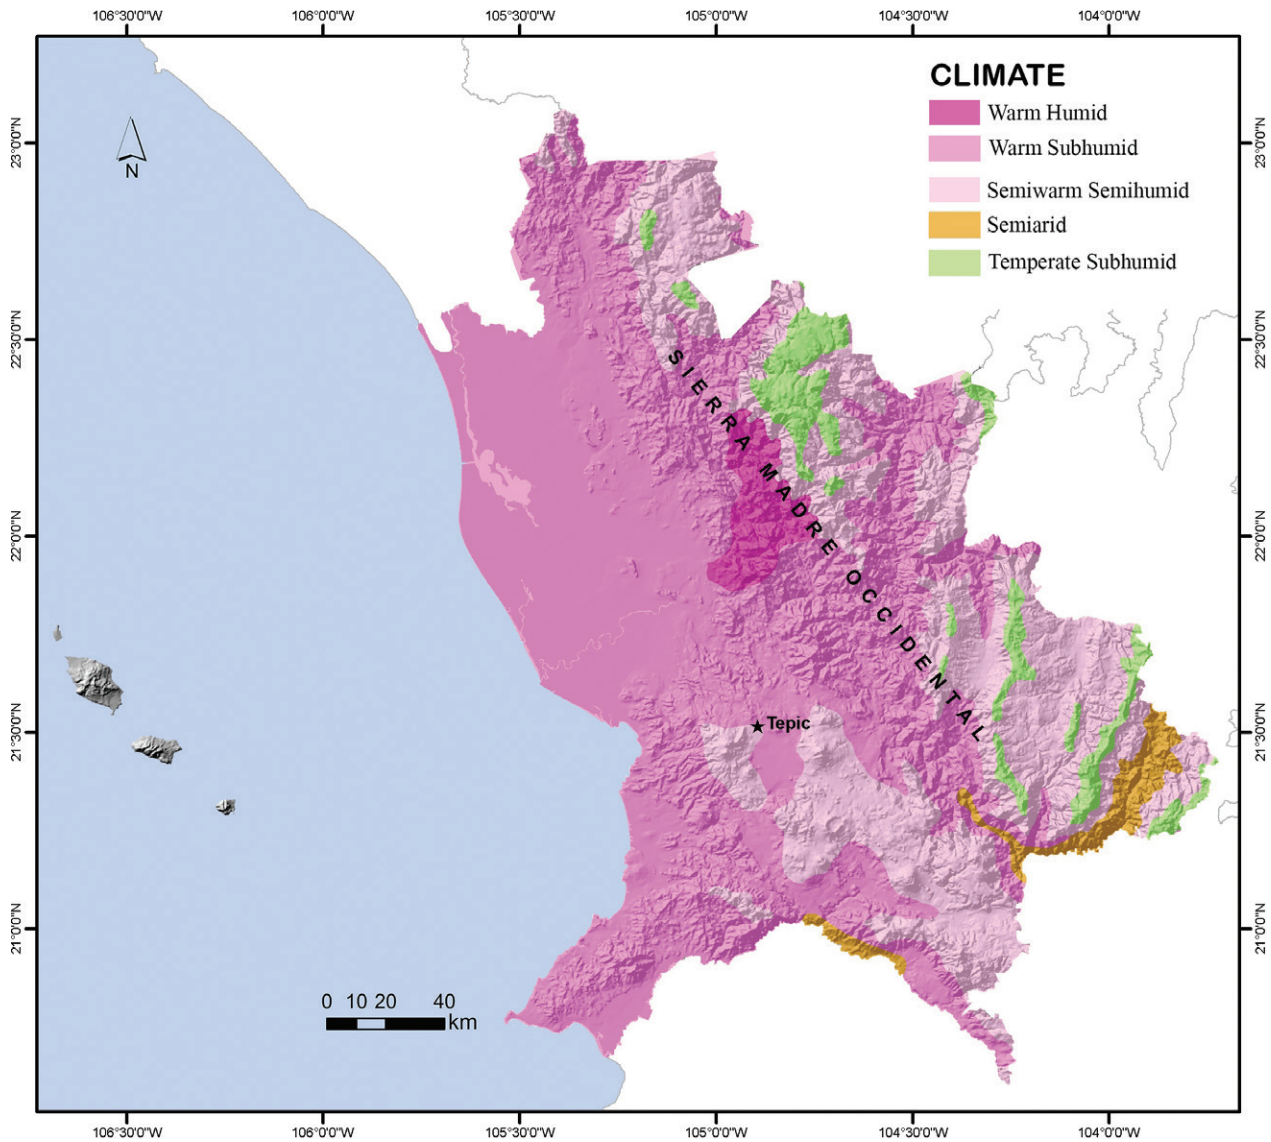 106°30'0"W 106°0'0"W 105°30'0"W 105°0'0"W 104°30'0"W 104°0'0"W
CLIMATE
Warm Humid
Warm Subhumid
Semiwarm Semihumid
Semiarid
Temperate Subhumid
N
23°0'0"N
23°0'0"N
22°30'0"N
22°30'0"N
SIERRA MADRE OCCIDENTAL
22°0'0"N
22°0'0"N
Tepic
21°30'0"N
21°30'0"N
21°0'0"N
21°0'0"N
0 10 20 40
km
106°30'0"W 106°0'0"W 105°30'0"W 105°0'0"W 104°30'0"W 104°0'0"W